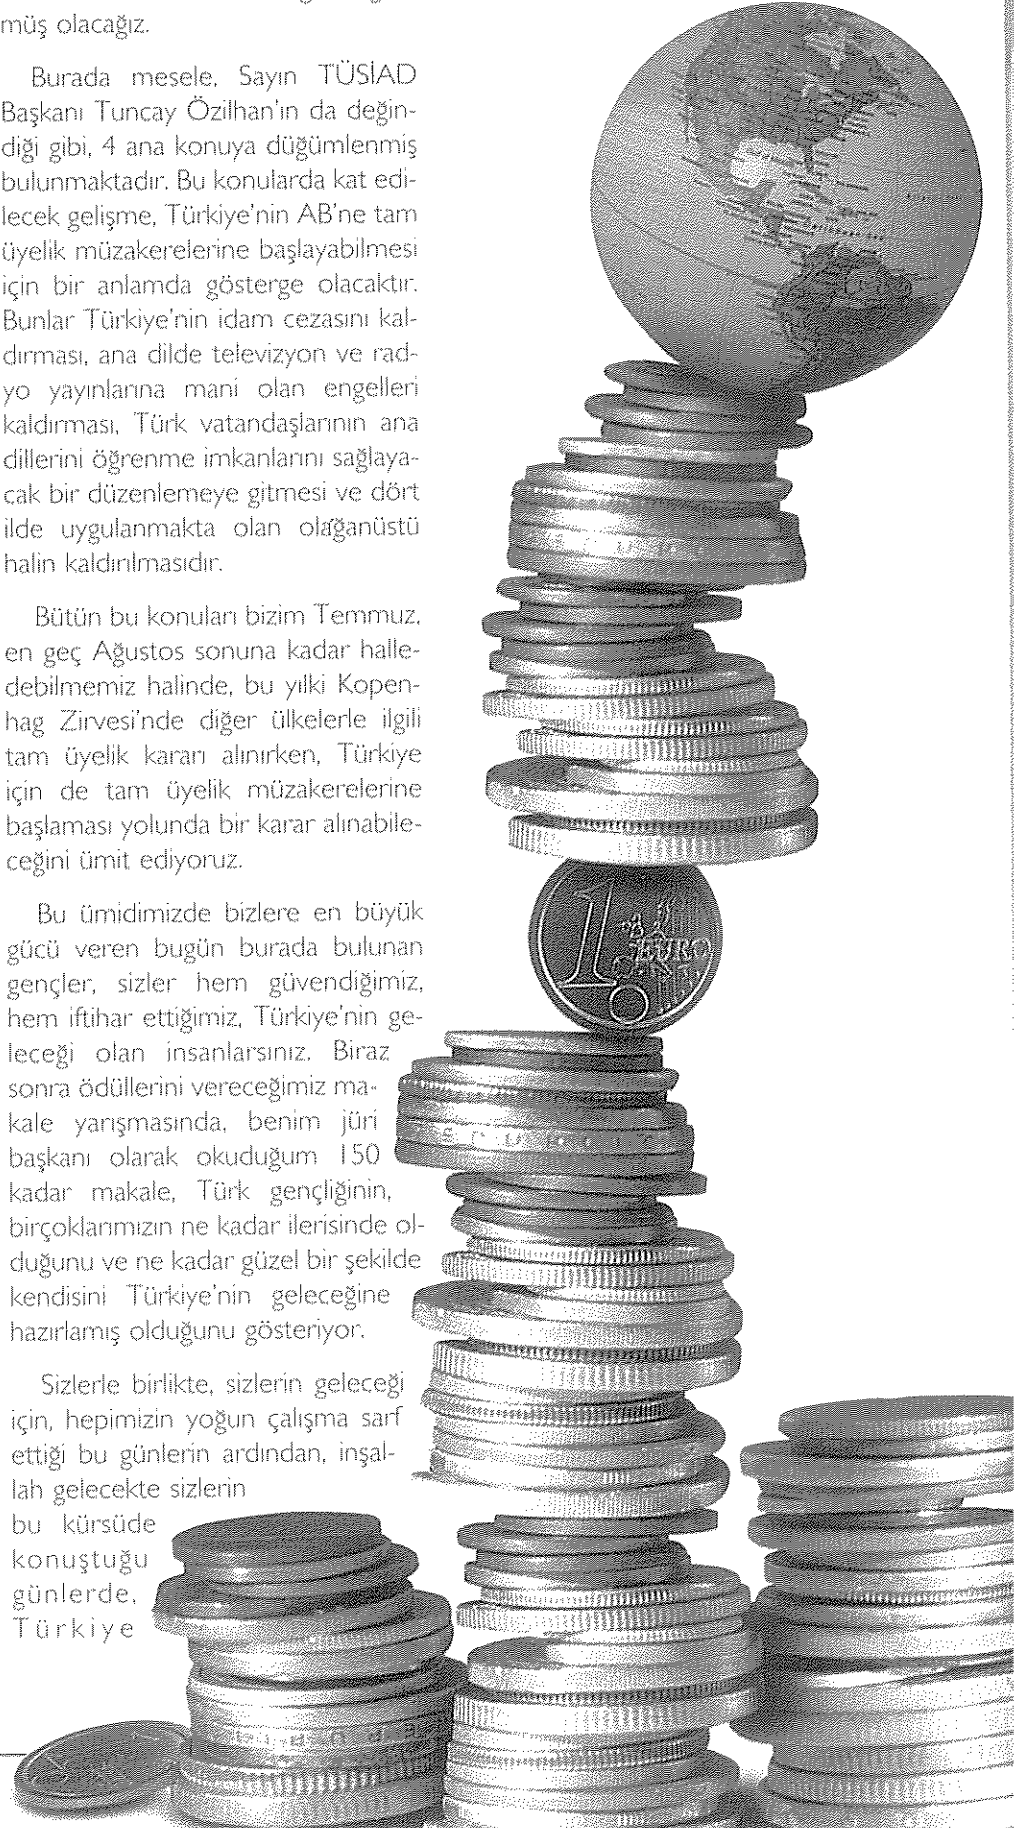 müş olacağız.
Burada mesele, Sayın TÜSİAD
Başkanı Tuncay Özilhan'ın da değin-
diği gibi, 4 ana konuya düğümlenmiş
bulunmaktadır. Bu konularda kat edi-
lecek gelişme, Türkiye'nin AB'ne tam
üyelik müzakerelerine başlayabilmesi
için bir anlamda gösterge olacaktır.
Bunlar Türkiye'nin idam cezasını kal-
dırması, ana dilde televizyon ve rad-
yo yayınlarına mani olan engelleri
kaldırması, Türk vatandaşlarının ana
dillerini öğrenme imkanlarını sağlaya-
cak bir düzenlemeye gitmesi ve dört
ilde uygulanmakta olan olağanüstü
halin kaldırılmasıdır.
Bütün bu konuları bizim Temmuz,
en geç Ağustos sonuna kadar halle-
debilmemiz halinde, bu yılki Kopen-
hag Zirvesi'nde diğer ülkelerle ilgili
tam üyelik kararı alınırken, Türkiye
için de tam üyelik müzakerelerine
başlaması yolunda bir karar alınabile-
ceğini ümit ediyoruz.
Bu ümidimizde bizlere en büyük
gücü veren bugün burada bulunan
gençler, sizler hem güvendiğimiz,
hem iftihar ettiğimiz, Türkiye'nin ge-
leceği olan insanlarsınız. Biraz
sonra ödüllerini vereceğimiz ma-
kale yarışmasında, benim jüri
başkanı olarak okuduğum 150
kadar makale, Türk gençliğinin,
birçoklarımızın ne kadar ilerisinde ol-
duğunu ve ne kadar güzel bir şekilde
kendisini Türkiye'nin geleceğine
hazırlamış olduğunu gösteriyor.
Sizlerle birlikte, sizlerin geleceği
için, hepimizin yoğun çalışma sarf
ettiği bu günlerin ardından, inşal-
lah gelecekte sizlerin
bu kürsüde
konuştuğu
günlerde,
Türkiye
1
EURO